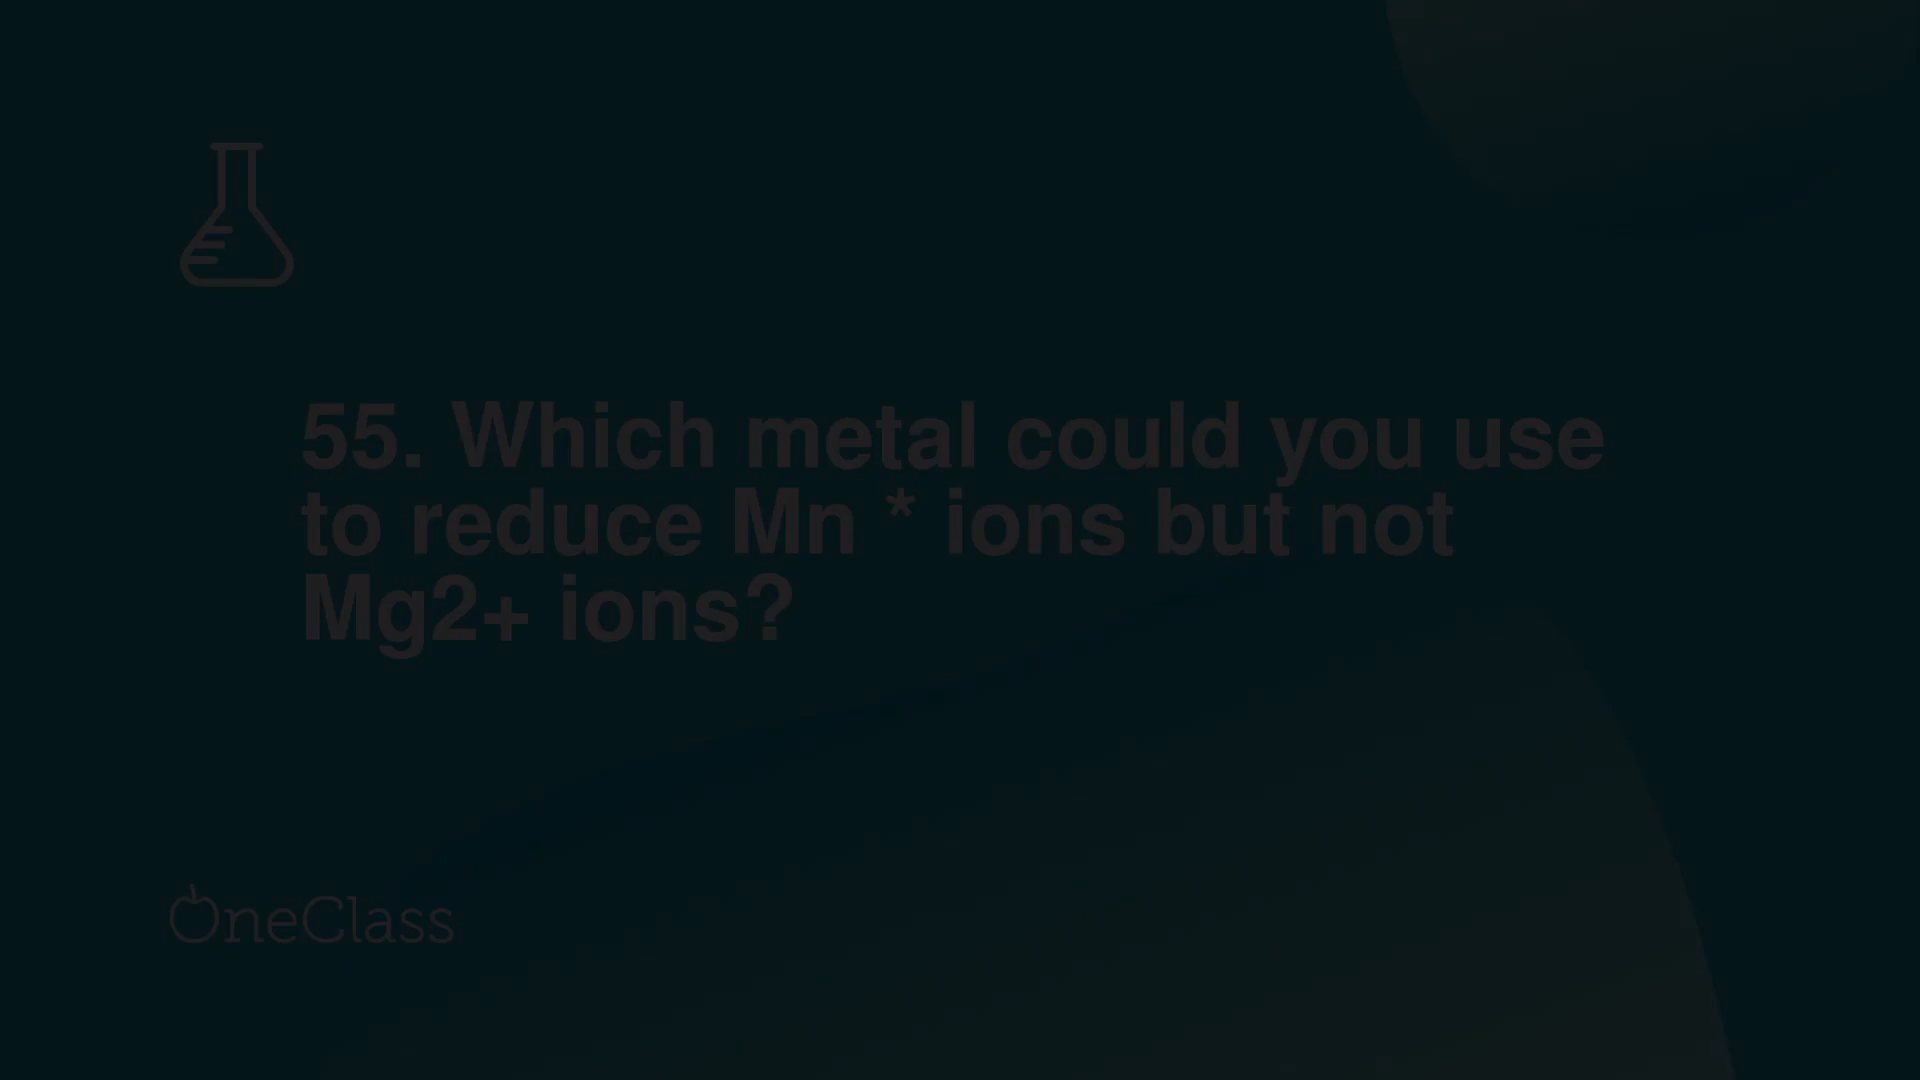 55. Which metal could you use
to reduce Mn * ions but not
Mg2+ ions?
OneClass